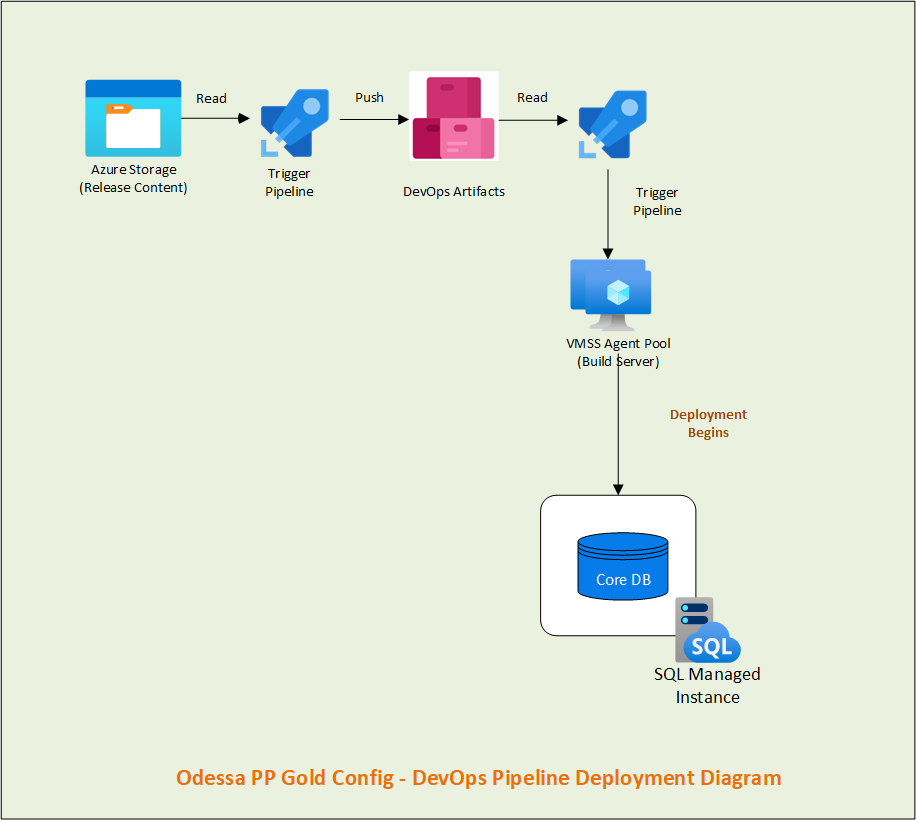 Read
Push
Read
Azure Storage
(Release Content)
Trigger
Pipeline
DevOps Artifacts
Trigger
Pipeline
VMSS Agent Pool
(Build Server)
Deployment
Begins
Core DB
SQL
SQL Managed
Instance
Odessa PP Gold Config - DevOps Pipeline Deployment Diagram